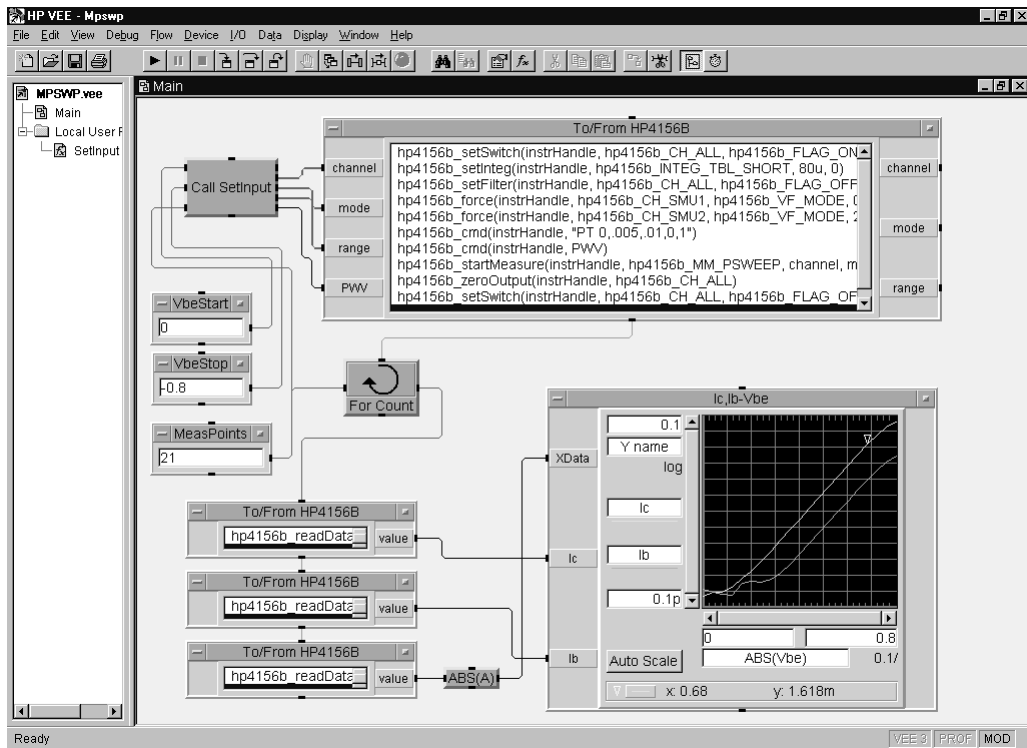 HP VEE - Mpswp
File Edit View Debug Flow Device I/O Data Display Window Help
MPSWP.vee
Main
Local User F
SetInput
Main
To/From HP4156B
channel
mode
range
PWV
hp4156b_setSwitch(instrHandle, hp4156b_CH_ALL, hp4156b_FLAG_ON
hp4156b_setInteg(instrHandle, hp4156b_INTEG_TBL_SHORT, 80u, 0)
hp4156b_setFilter(instrHandle, hp4156b_CH_ALL, hp4156b_FLAG_OFF
hp4156b_force(instrHandle, hp4156b_CH_SMU1, hp4156b_VF_MODE, 0
hp4156b_force(instrHandle, hp4156b_CH_SMU2, hp4156b_VF_MODE, 2
hp4156b_cmd(instrHandle, "PT 0,.005,.01,0,1")
hp4156b_cmd(instrHandle, PWV)
hp4156b_startMeasure(instrHandle, hp4156b_MM_PSWEEP, channel, m
hp4156b_zeroOutput(instrHandle, hp4156b_CH_ALL)
hp4156b_setSwitch(instrHandle, hp4156b_CH_ALL, hp4156b_FLAG_OF
channel
mode
range
Call SetInput
VbeStart
0
VbeStop
-0.8
MeasPoints
21
For Count
To/From HP4156B
hp4156b_readData
value
To/From HP4156B
hp4156b_readData
value
To/From HP4156B
hp4156b_readData
value
ABS(A)
Ic,Ib-Vbe
XData
Ic
Ib
0.1
Y name
log
Ic
Ib
0.1p
Auto Scale
0
0.8
ABS(Vbe)
0.1/
x: 0.68
y: 1.618m
Ready
VEE 3
PROF
MOD